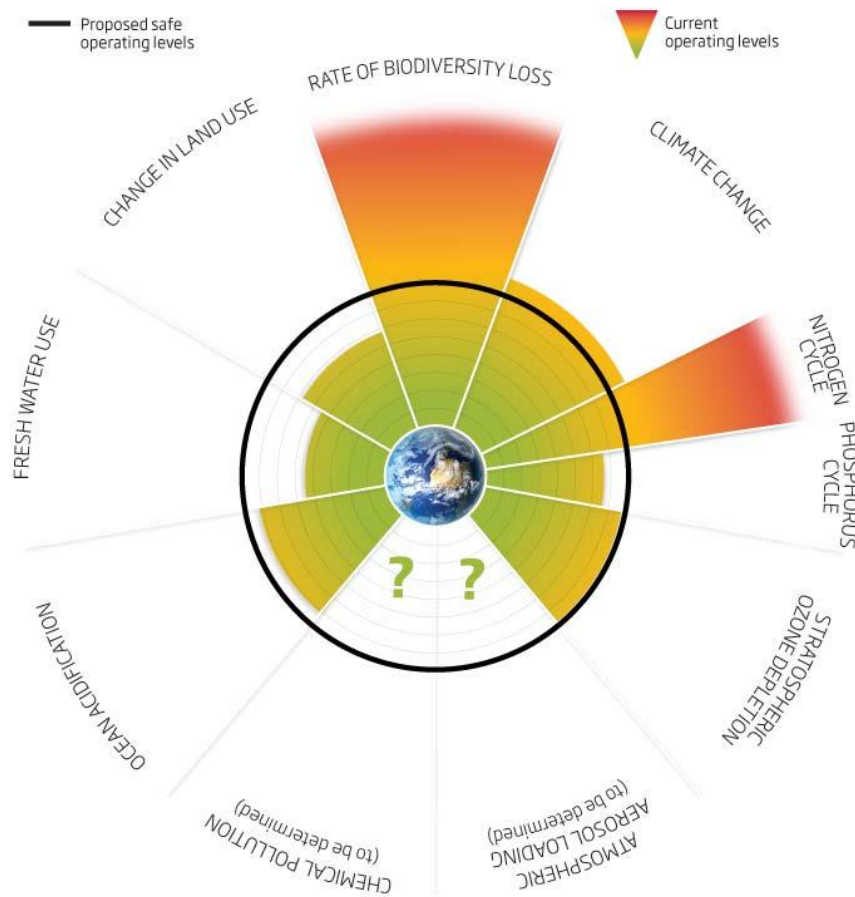 Proposed safe
operating levels
Current
operating levels
RATE OF BIODIVERSITY LOSS
CLIMATE CHANGE
NITROGEN
CYCLE
PHOSPHORUS
CYCLE
STRATOSPHERIC
OZONE DEPLETION
ATMOSPHERIC
AEROSOL LOADING
(to be determined)
CHEMICAL POLLUTION
(to be determined)
OCEAN ACIDIFICATION
FRESH WATER USE
CHANGE IN LAND USE
?
?